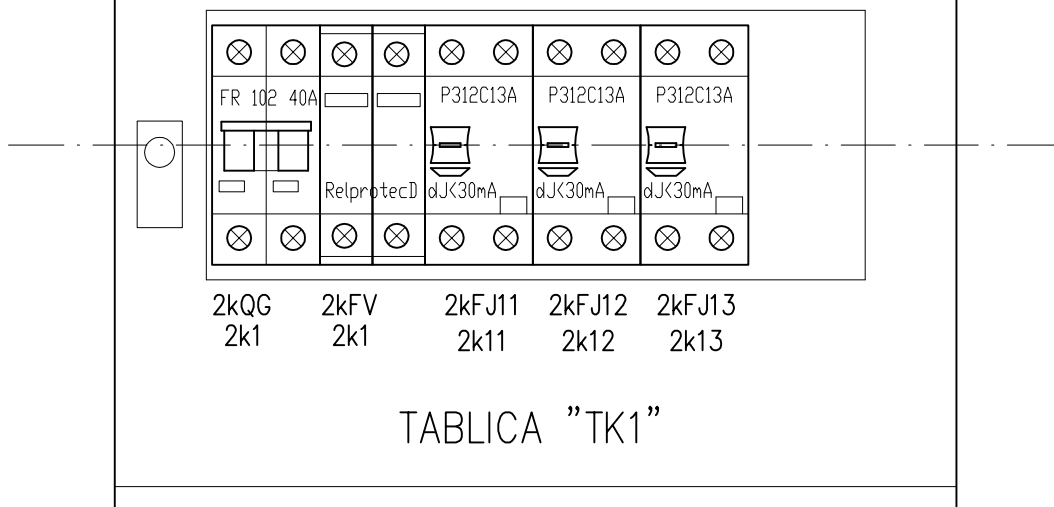 FR 102 40A P312C13A P312C13A P312C13A
RelprotecD dJ<30mA dJ<30mA dJ<30mA
2kQG 2kFV 2kFJ11 2kFJ12 2kFJ13
2k1 2k1 2k11 2k12 2k13
TABLICA ”TK1”